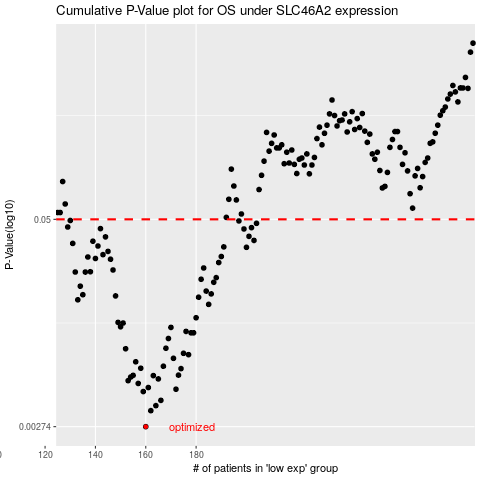 Cumulative P-Value plot for OS under SLC46A2 expression
P-Value(log10)
0.05
0.00274
optimized
0 120 140 160 180
# of patients in 'low exp' group